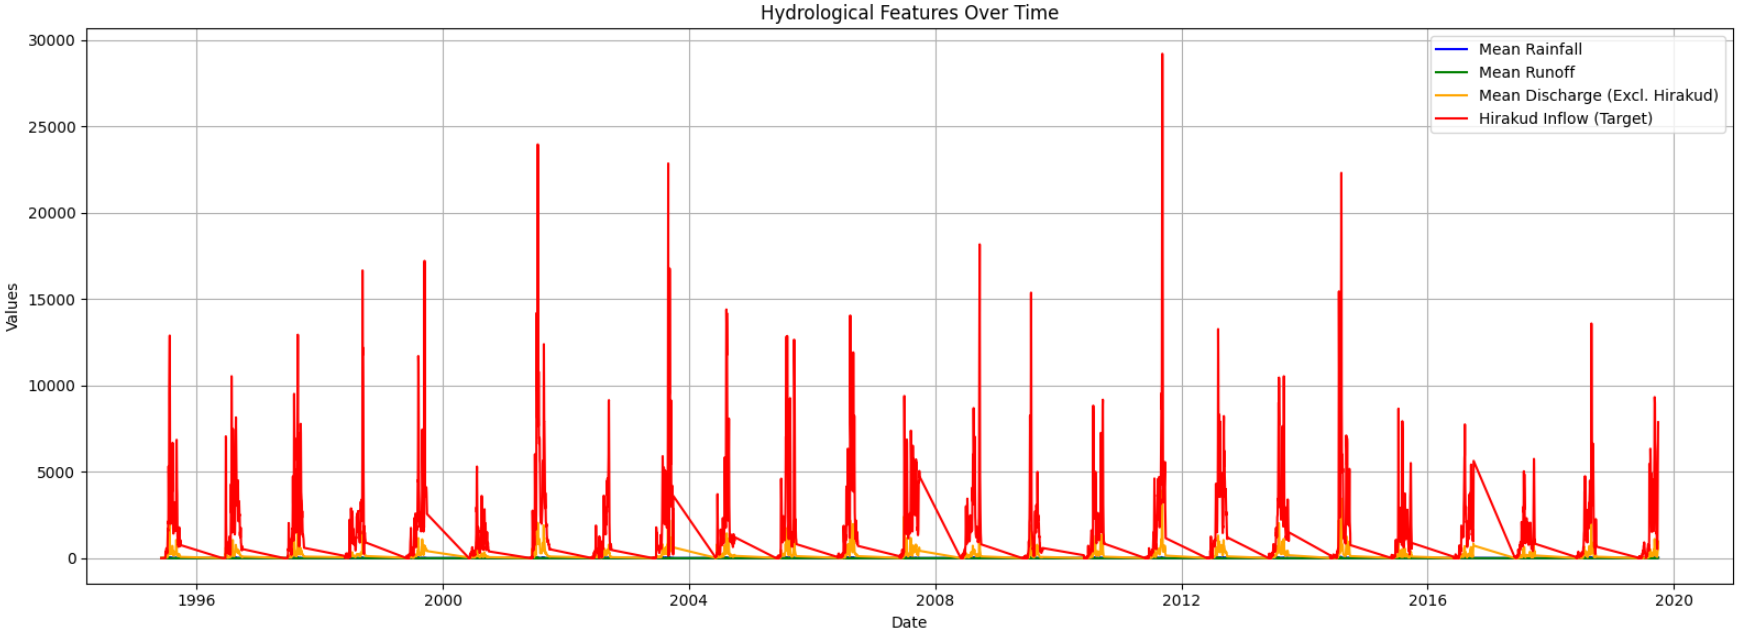 Hydrological Features Over Time
30000
25000
20000
15000
10000
5000
0
Values
Mean Rainfall
Mean Runoff
Mean Discharge (Excl. Hirakud)
Hirakud Inflow (Target)
1996 2000 2004 2008 2012 2016 2020
Date